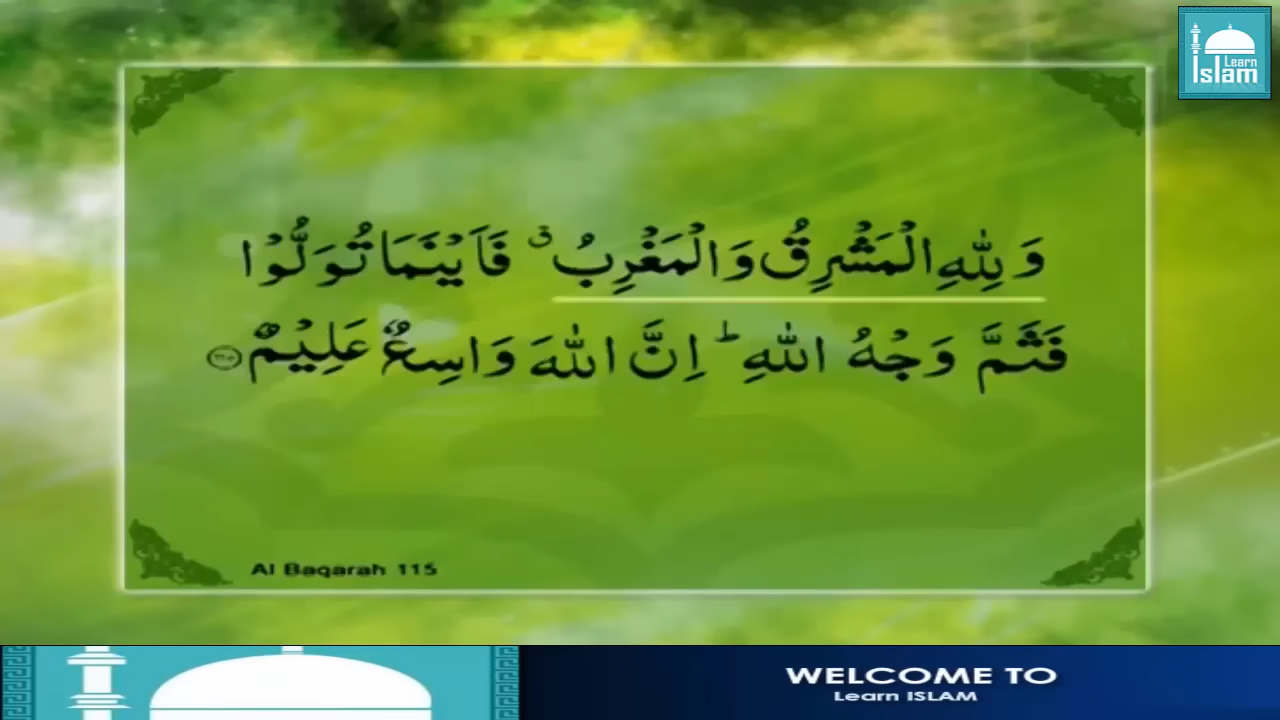 Learn
Islam
وَلِلّٰهِ الْمَشْرِقُ وَالْمَغْرِبُ ۗ فَاَيْنَمَا تُوَلُّوْا
فَثَمَّ وَجْهُ اللّٰهِ ؕ اِنَّ اللّٰهَ وَاسِعٌ عَلِيْمٌ
Al Baqarah 115
WELCOME TO
Learn ISLAM